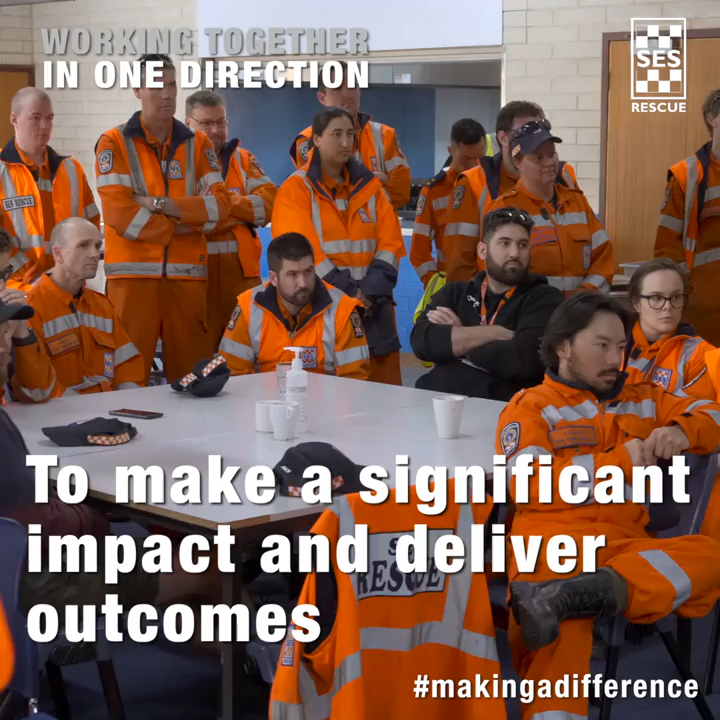 WORKING TOGETHER
IN ONE DIRECTION
SES
RESCUE
SES RESCUE
To make a significant
impact and deliver
outcomes
RESCUE
#makingadifference